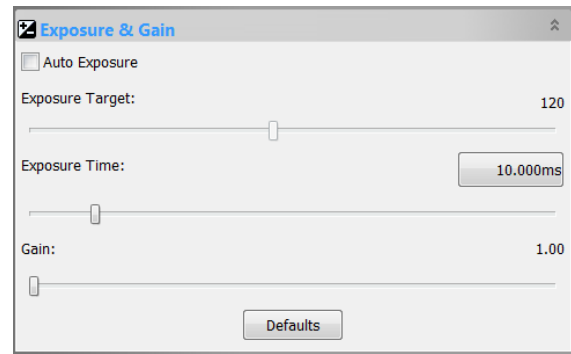 Exposure & Gain
Auto Exposure
Exposure Target: 120
Exposure Time: 10.000ms
Gain: 1.00
Defaults